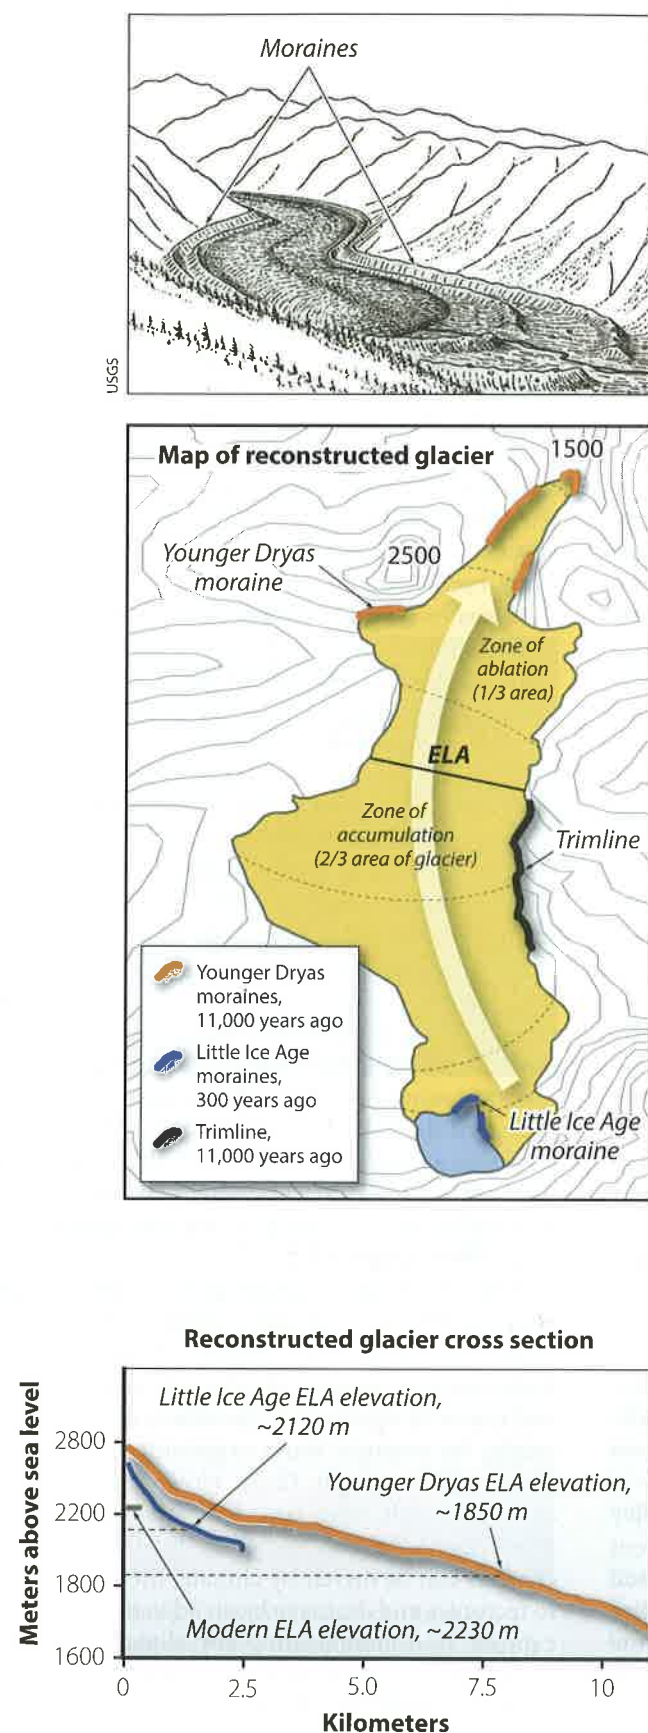 Moraines
USGS
Map of reconstructed glacier
1500
2500
Younger Dryas
moraine
Zone of
ablation
(1/3 area)
ELA
Zone of
accumulation
(2/3 area of glacier)
Trimline
Younger Dryas
moraines,
11,000 years ago
Little Ice Age
moraines,
300 years ago
Trimline,
11,000 years ago
Little Ice Age
moraine
Reconstructed glacier cross section
Meters above sea level
Little Ice Age ELA elevation,
~2120 m
2800
Younger Dryas ELA elevation,
~1850 m
2200
1800
Modern ELA elevation, ~2230 m
1600
0
2.5
5.0
7.5
10
Kilometers